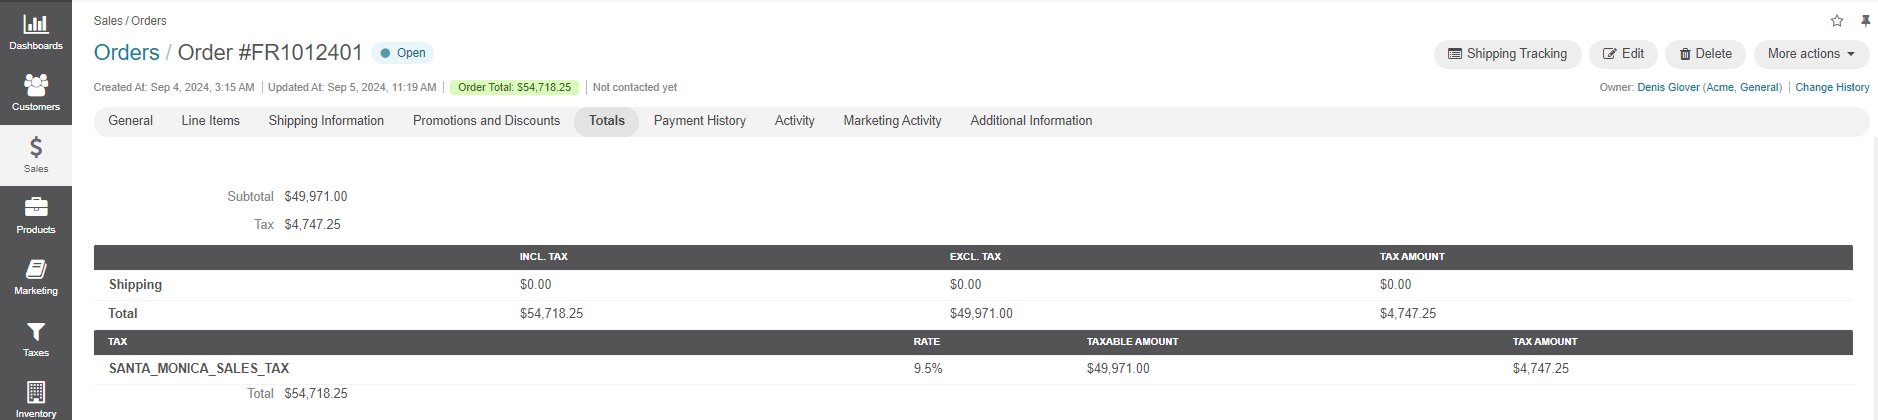 Dashboards
Customers
Sales
Products
Marketing
Taxes
Inventory
Sales / Orders
Orders / Order #FR1012401 Open
Shipping Tracking Edit Delete More actions
Created At: Sep 4, 2024, 3:15 AM Updated At: Sep 5, 2024, 11:19 AM Order Total: $54,718.25 Not contacted yet
Owner: Denis Glover (Acme, General) Change History
General Line Items Shipping Information Promotions and Discounts Totals Payment History Activity Marketing Activity Additional Information
Subtotal $49,971.00
Tax $4,747.25
INCL. TAX EXCL. TAX TAX AMOUNT
Shipping $0.00 $0.00 $0.00
Total $54,718.25 $49,971.00 $4,747.25
TAX RATE TAXABLE AMOUNT TAX AMOUNT
SANTA_MONICA_SALES_TAX 9.5% $49,971.00 $4,747.25
Total $54,718.25